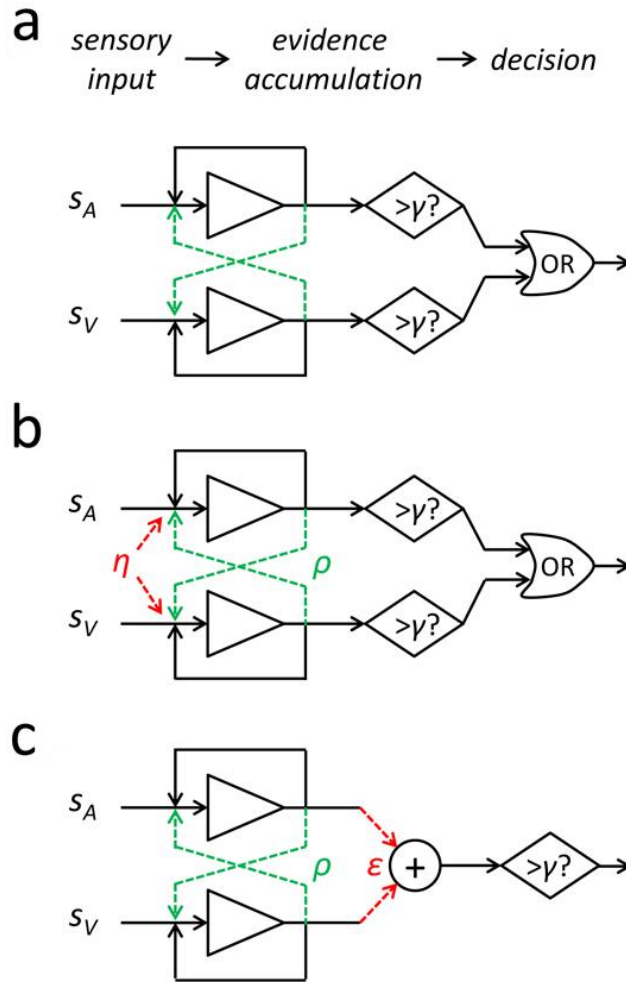 a
sensory input → evidence accumulation → decision
s_A
>γ?
OR
s_V
>γ?
b
s_A
>γ?
η
ρ
OR
s_V
>γ?
c
s_A
ρ
ε
+
>γ?
s_V